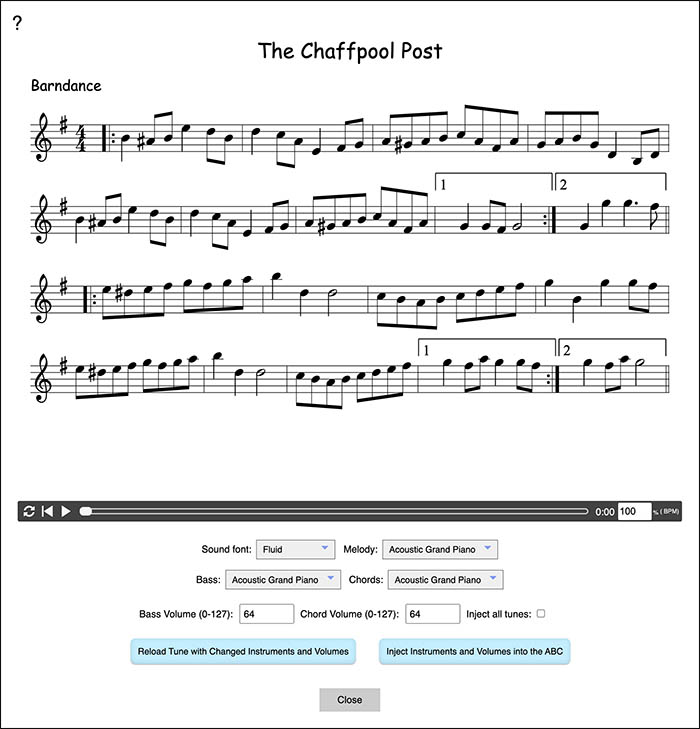 ?
The Chaffpool Post
Barndance
4
4
1 2
1 2
0:00 100 % ( BPM)
Sound font: Fluid Melody: Acoustic Grand Piano
Bass: Acoustic Grand Piano Chords: Acoustic Grand Piano
Bass Volume (0-127): 64 Chord Volume (0-127): 64 Inject all tunes:
Reload Tune with Changed Instruments and Volumes Inject Instruments and Volumes into the ABC
Close